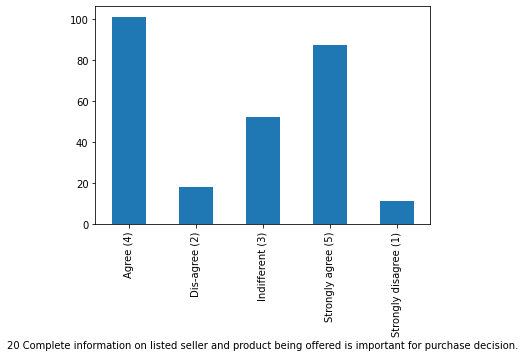 100
80
60
40
20
0
Agree (4)
Dis-agree (2)
Indifferent (3)
Strongly agree (5)
Strongly disagree (1)
20 Complete information on listed seller and product being offered is important for purchase decision.